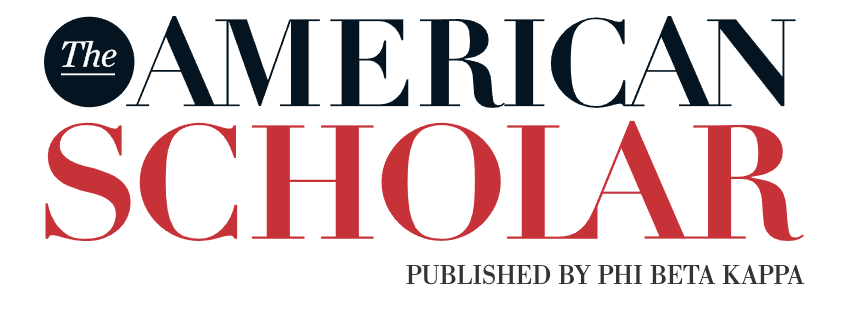 The AMERICAN
SCHOLAR
PUBLISHED BY PHI BETA KAPPA